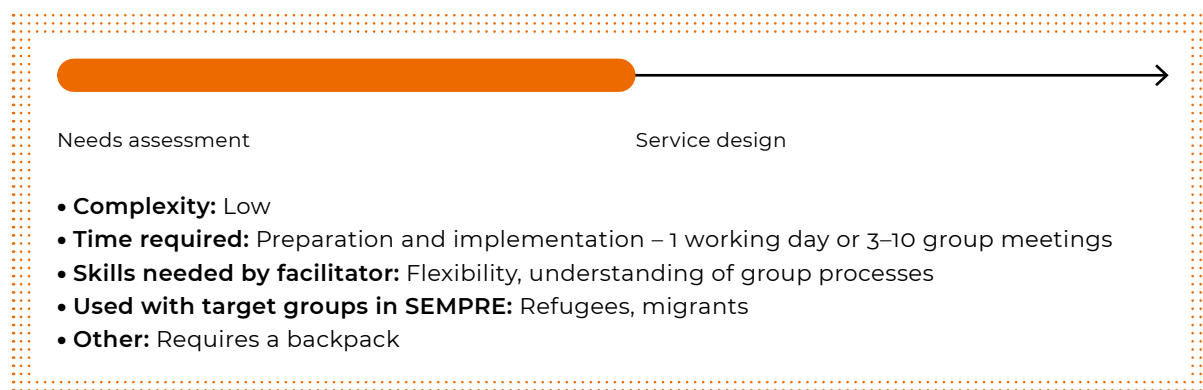 Needs assessment Service design
• Complexity: Low
• Time required: Preparation and implementation – 1 working day or 3–10 group meetings
• Skills needed by facilitator: Flexibility, understanding of group processes
• Used with target groups in SEMPRE: Refugees, migrants
• Other: Requires a backpack